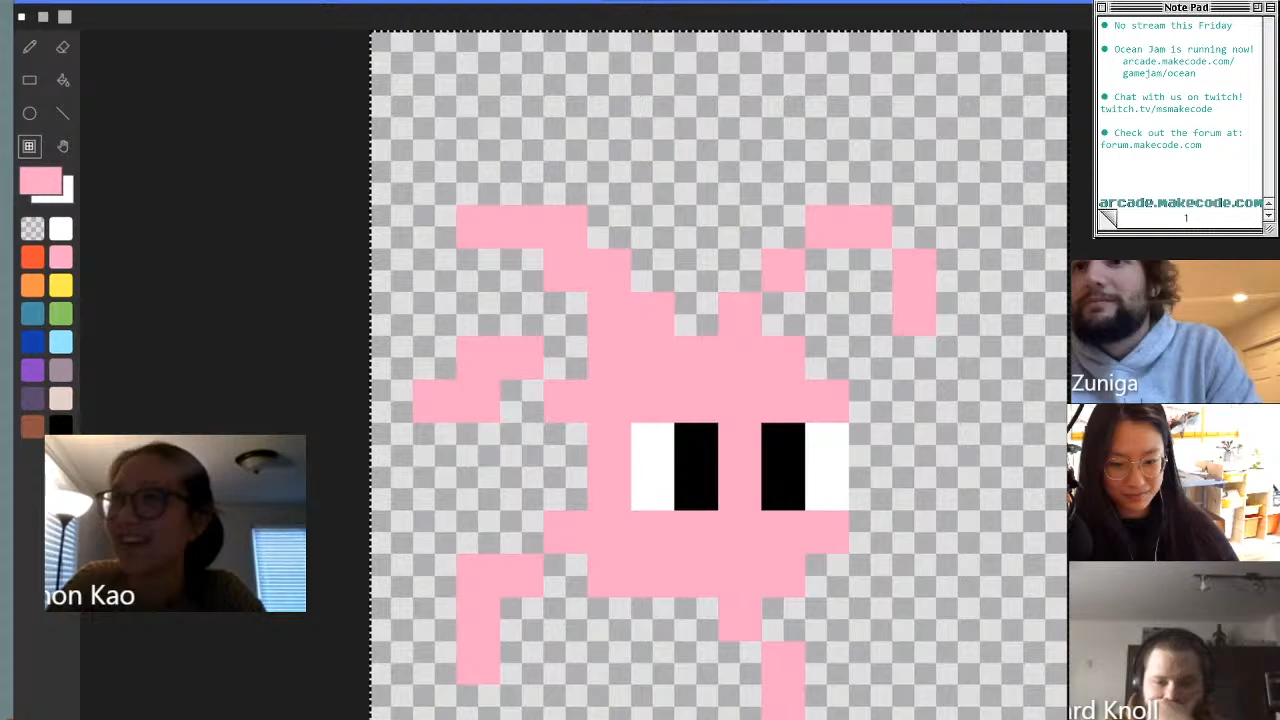 Note Pad
No stream this Friday
Ocean Jam is running now!
arcade.makecode.com/
gamejam/ocean
Chat with us on twitch!
twitch.tv/msmakecode
Check out the forum at:
forum.makecode.com
arcade.makecode.com
1
Zuniga
non Kao
ard Knoll